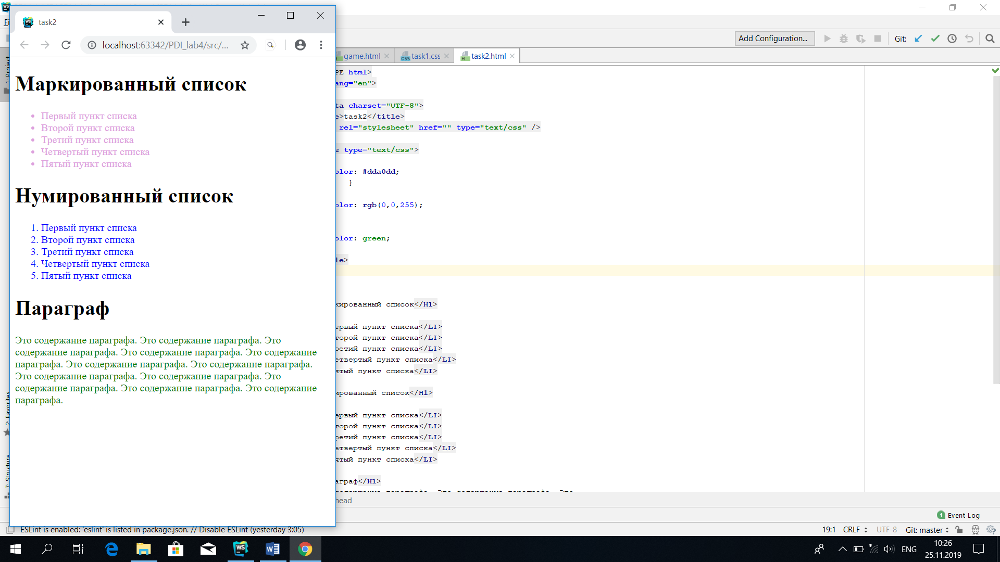 task2
localhost:63342/PDI_lab4/src/...
Маркированный список
• Первый пункт списка
• Второй пункт списка
• Третий пункт списка
• Четвертый пункт списка
• Пятый пункт списка
Нумированный список
1. Первый пункт списка
2. Второй пункт списка
3. Третий пункт списка
4. Четвертый пункт списка
5. Пятый пункт списка
Параграф
Это содержание параграфа. Это содержание параграфа. Это
содержание параграфа. Это содержание параграфа. Это содержание
параграфа. Это содержание параграфа. Это содержание параграфа.
Это содержание параграфа. Это содержание параграфа. Это
содержание параграфа. Это содержание параграфа. Это содержание
параграфа.
Add Configuration...
Git:
game.html
task1.css
task2.html
PE html>
ang="en">
ta charset="UTF-8">
e>task2</title>
rel="stylesheet" href="" type="text/css" />
e type="text/css">
olor: #dda0dd;
}
olor: rgb(0,0,255);
olor: green;
le>
кированный список</H1>
ервый пункт списка</LI>
торой пункт списка</LI>
ретий пункт списка</LI>
етвертый пункт списка</LI>
ятый пункт списка</LI>
ированный список</H1>
ервый пункт списка</LI>
торой пункт списка</LI>
ретий пункт списка</LI>
етвертый пункт списка</LI>
ятый пункт списка</LI>
аграф</H1>
head
1: Project
2: Favorites
7: Structure
1 Event Log
ESLint is enabled: 'eslint' is listed in package.json. // Disable ESLint (yesterday 3:05)
19:1 CRLF UTF-8 Git: master
WS
ENG
10:26
25.11.2019